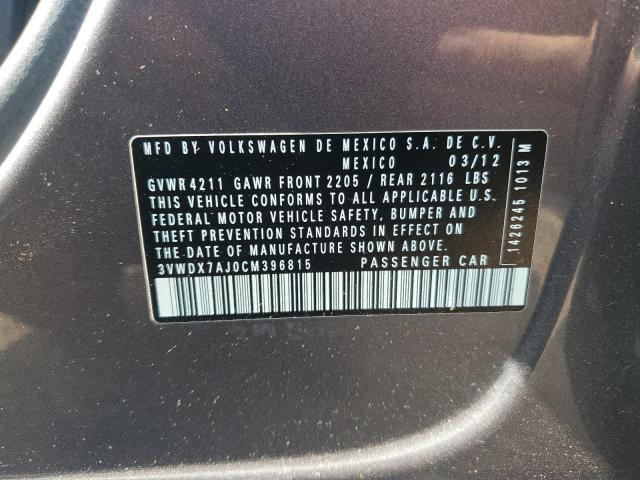 MFD BY VOLKSWAGEN DE MEXICO S.A. DE C.V.
MEXICO 03/12
GVWR 4211 GAWR FRONT 2205 / REAR 2116 LBS
THIS VEHICLE CONFORMS TO ALL APPLICABLE U.S.
FEDERAL MOTOR VEHICLE SAFETY, BUMPER AND
THEFT PREVENTION STANDARDS IN EFFECT ON
THE DATE OF MANUFACTURE SHOWN ABOVE.
3VWDX7AJ0CM396815 PASSENGER CAR
1426245 1013 M